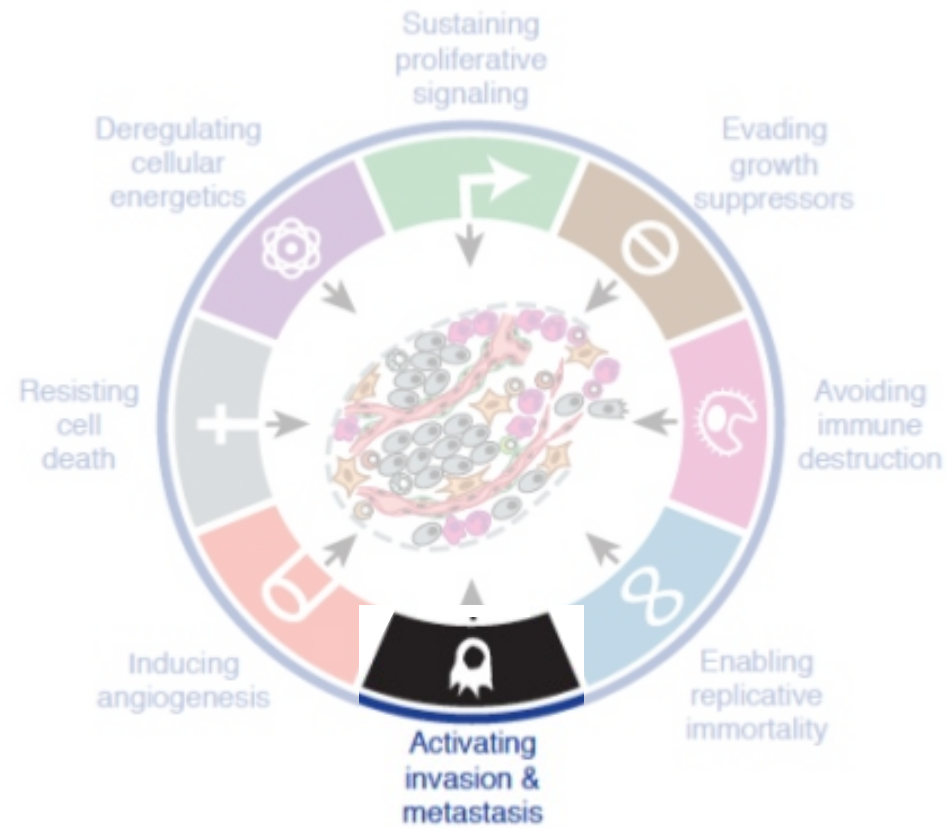 Sustaining
proliferative
signaling
Deregulating
cellular
energetics
Evading
growth
suppressors
Resisting
cell
death
Avoiding
immune
destruction
Inducing
angiogenesis
Enabling
replicative
immortality
Activating
invasion &
metastasis